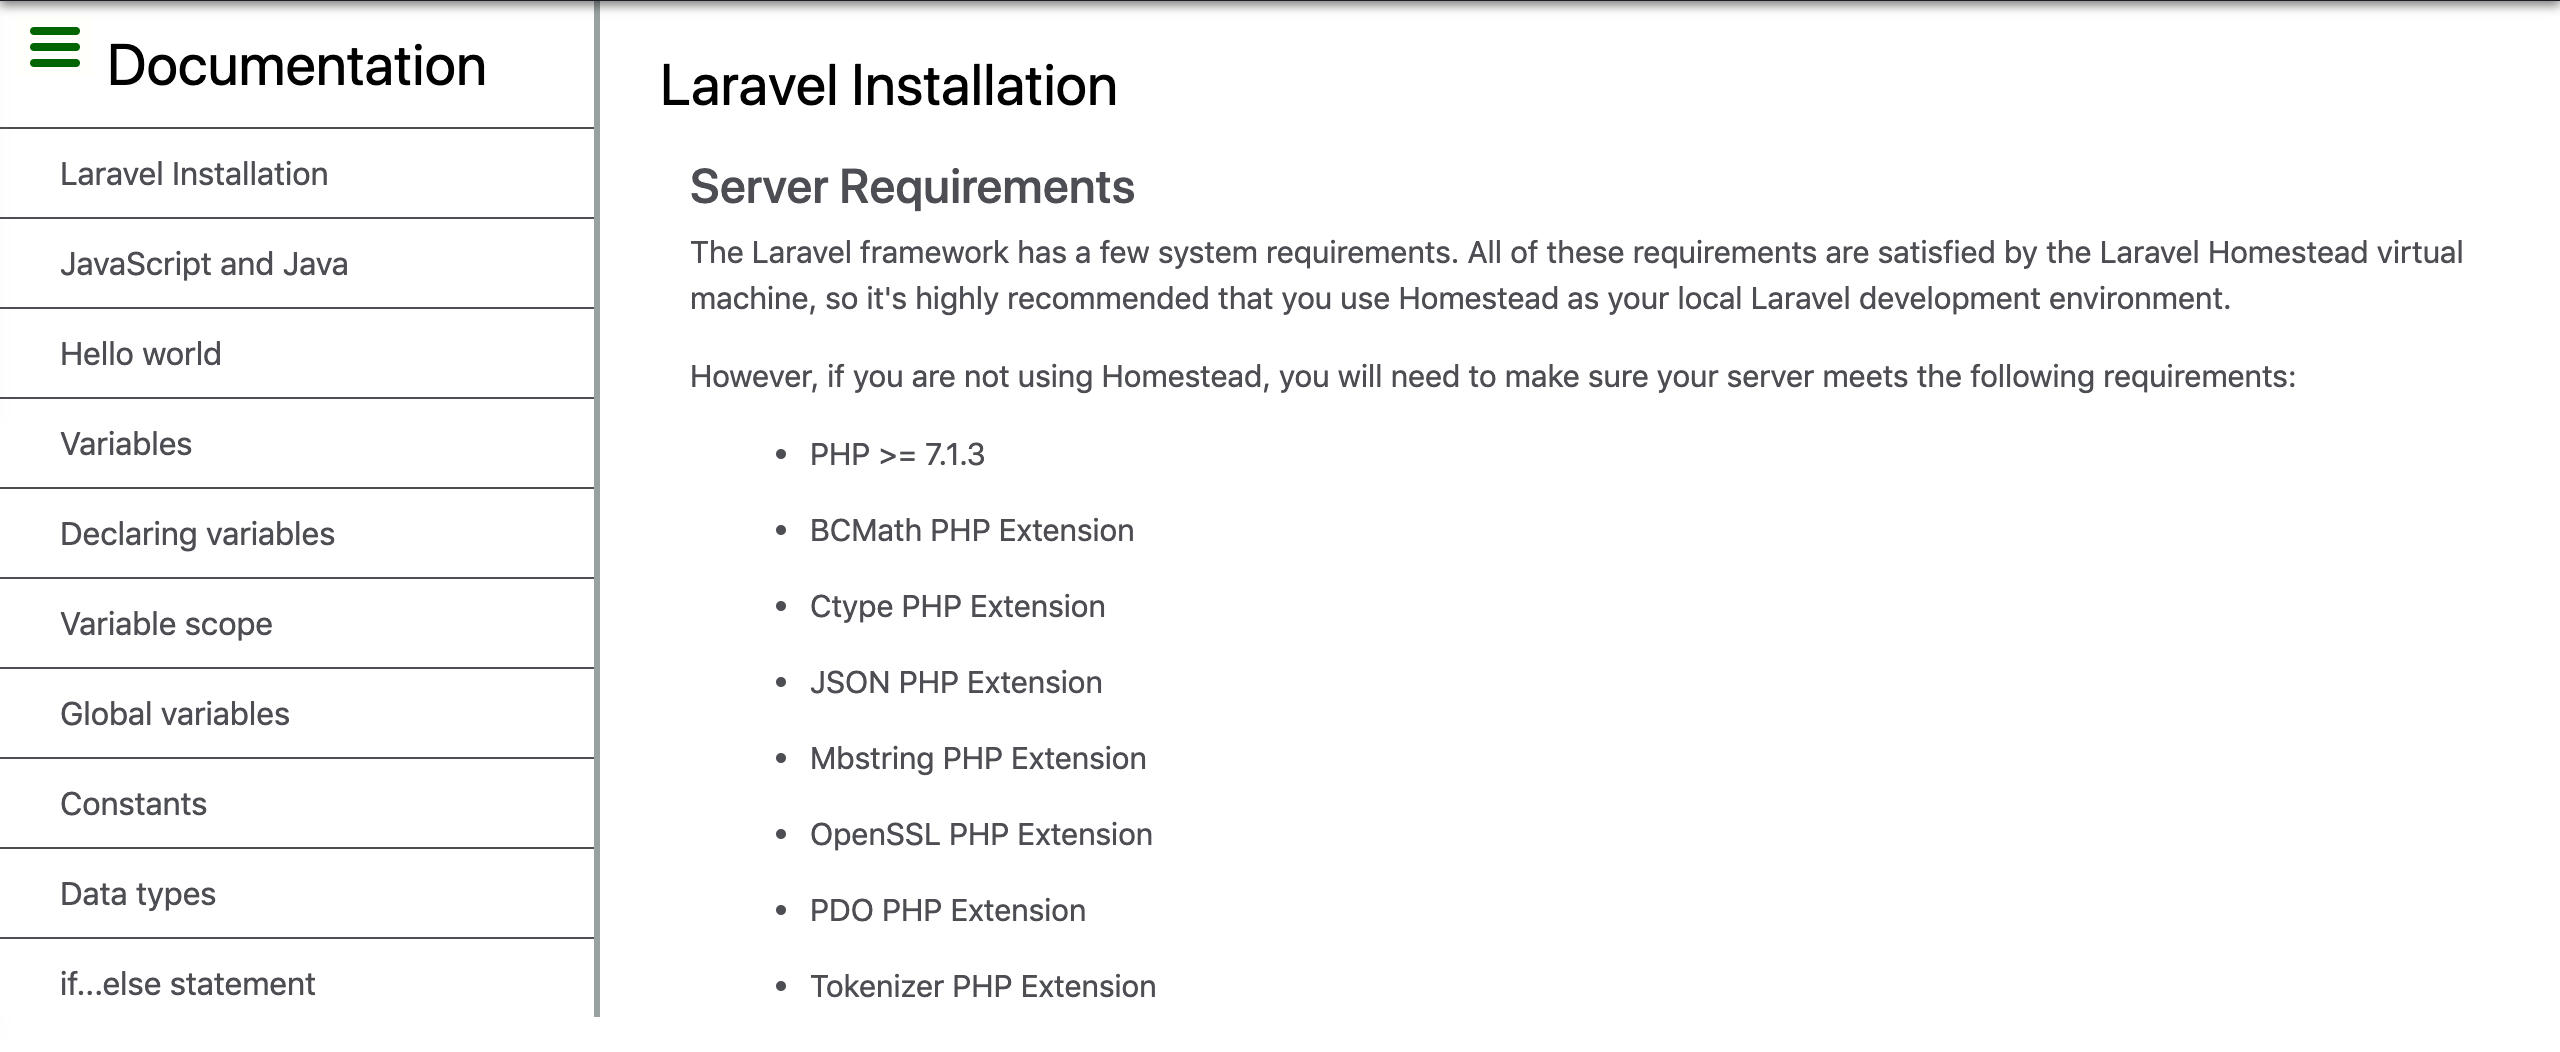 Documentation
Laravel Installation
JavaScript and Java
Hello world
Variables
Declaring variables
Variable scope
Global variables
Constants
Data types
if...else statement
Laravel Installation
Server Requirements
The Laravel framework has a few system requirements. All of these requirements are satisfied by the Laravel Homestead virtual
machine, so it's highly recommended that you use Homestead as your local Laravel development environment.
However, if you are not using Homestead, you will need to make sure your server meets the following requirements:
• PHP >= 7.1.3
• BCMath PHP Extension
• Ctype PHP Extension
• JSON PHP Extension
• Mbstring PHP Extension
• OpenSSL PHP Extension
• PDO PHP Extension
• Tokenizer PHP Extension